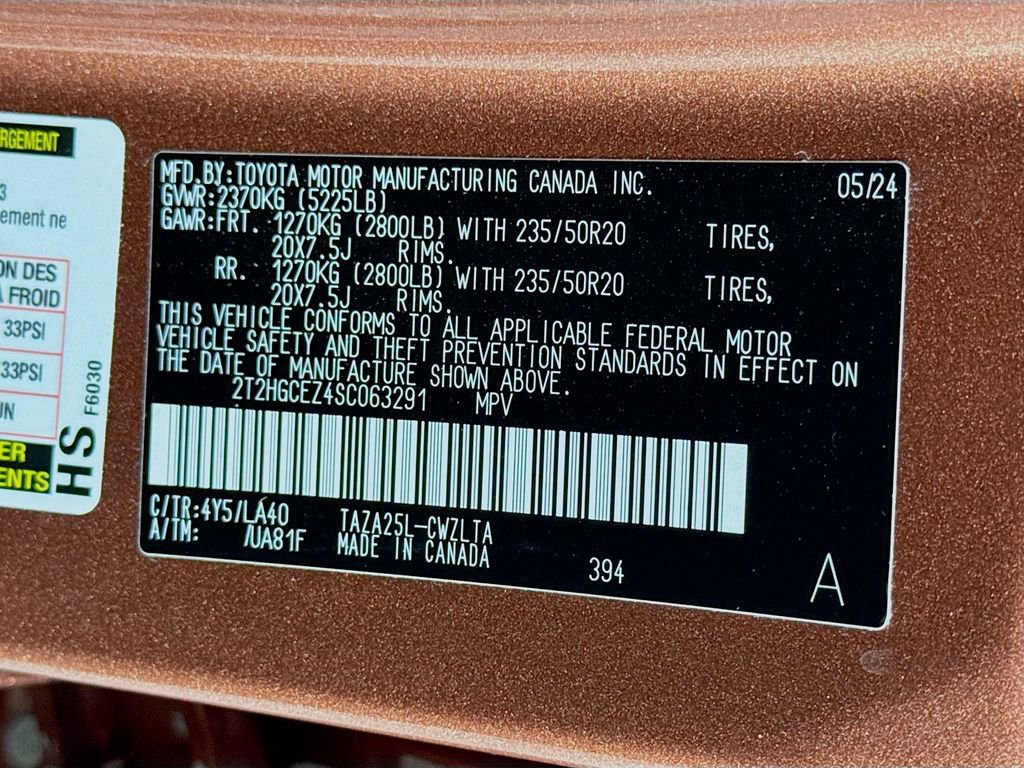 RGEMENT
3
ement ne
ON DES
À FROID
33PSI
33PSI
UN
ER
ENTS
HS
F6030
MFD.BY:TOYOTA MOTOR MANUFACTURING CANADA INC. 05/24
GVWR:2370KG (5225LB)
GAWR:FRT. 1270KG (2800LB) WITH 235/50R20 TIRES,
20X7.5J RIMS.
RR. 1270KG (2800LB) WITH 235/50R20 TIRES,
20X7.5J RIMS.
THIS VEHICLE CONFORMS TO ALL APPLICABLE FEDERAL MOTOR
VEHICLE SAFETY AND THEFT PREVENTION STANDARDS IN EFFECT ON
THE DATE OF MANUFACTURE SHOWN ABOVE.
2T2HGCEZ4SC063291 MPV
C/TR:4Y5/LA40 TAZA25L-CWZLTA
A/TM: /UA81F MADE IN CANADA
394
A